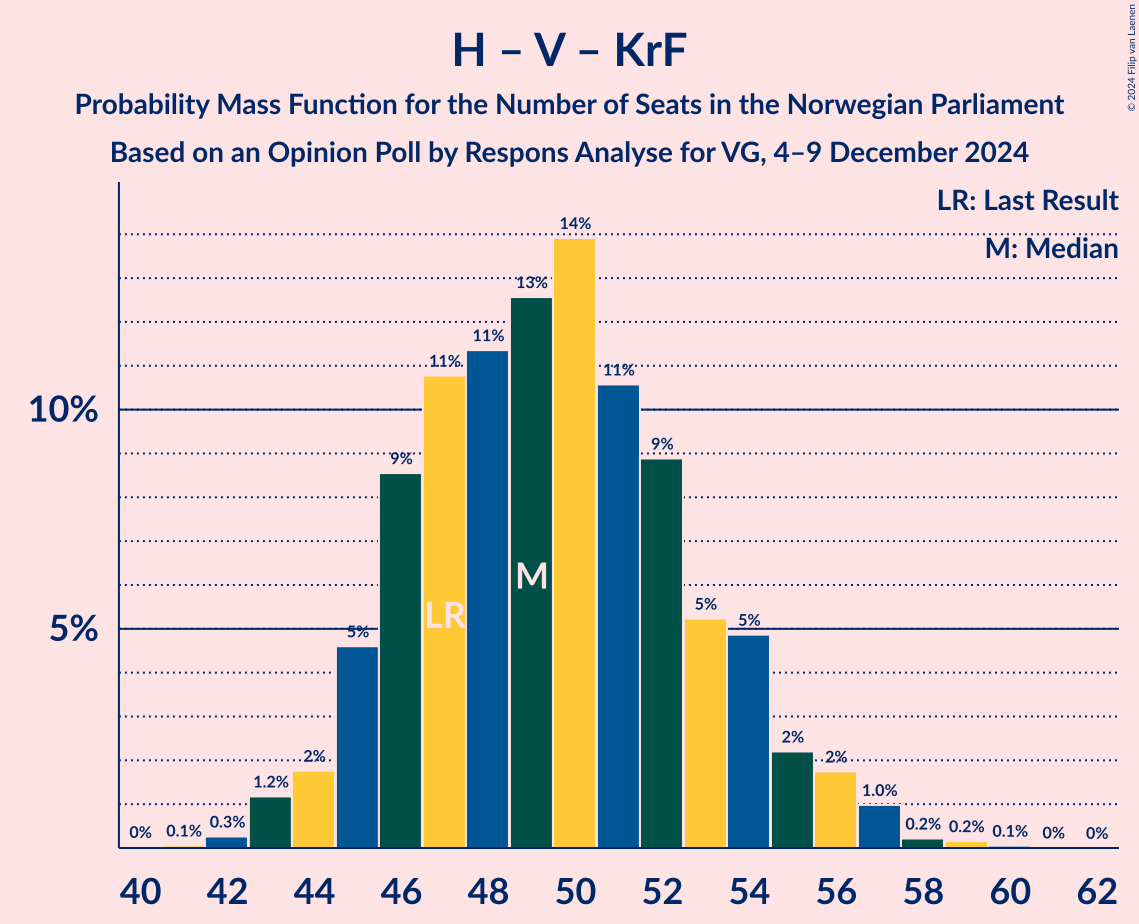 H – V – KrF
Probability Mass Function for the Number of Seats in the Norwegian Parliament
Based on an Opinion Poll by Respons Analyse for VG, 4–9 December 2024
© 2024 Filip van Laenen
LR: Last Result
M: Median
10%
5%
0%
0.1%
0.3%
1.2%
2%
5%
9%
11%
11%
13%
14%
11%
9%
5%
5%
2%
2%
1.0%
0.2%
0.2%
0.1%
0%
0%
LR
M
40 42 44 46 48 50 52 54 56 58 60 62